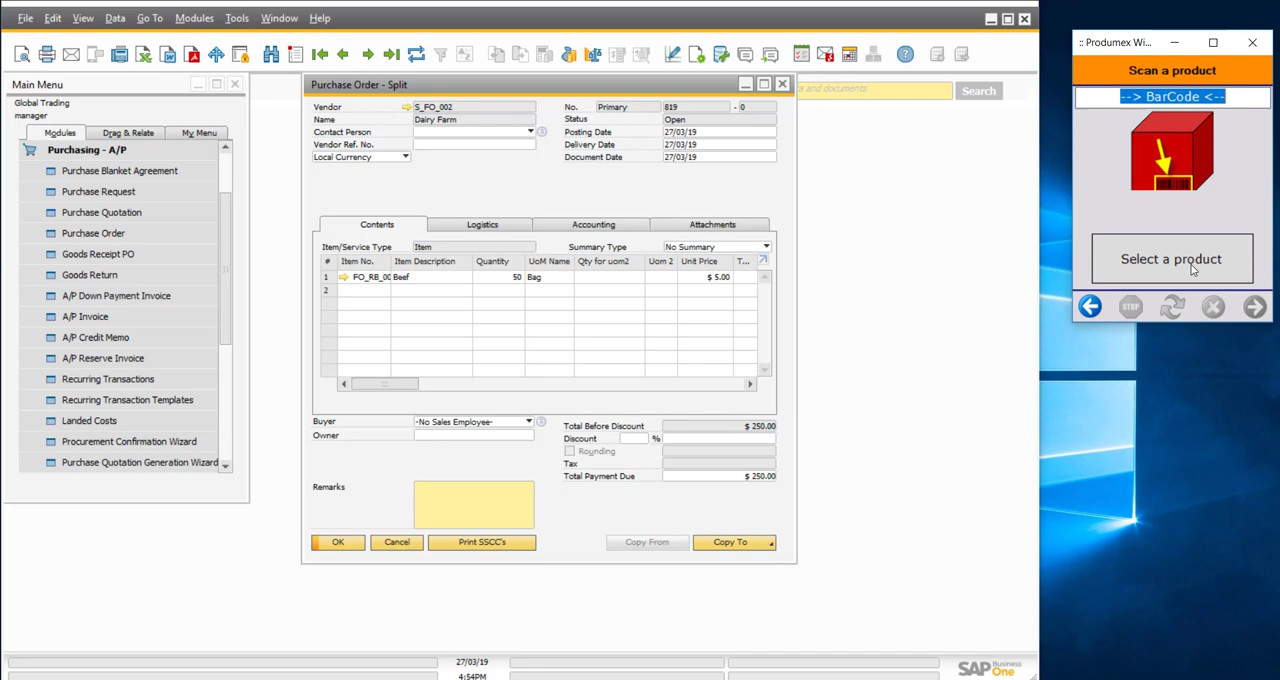 File Edit View Data Go To Modules Tools Window Help
Main Menu
Global Trading
manager
Modules Drag & Relate My Menu
Purchasing - A/P
Purchase Blanket Agreement
Purchase Request
Purchase Quotation
Purchase Order
Goods Receipt PO
Goods Return
A/P Down Payment Invoice
A/P Invoice
A/P Credit Memo
A/P Reserve Invoice
Recurring Transactions
Recurring Transaction Templates
Landed Costs
Procurement Confirmation Wizard
Purchase Quotation Generation Wizard
Purchase Order - Split
Vendor S_FO_002 No. Primary 819 - 0
Name Dairy Farm Status Open
Contact Person Posting Date 27/03/19
Vendor Ref. No. Delivery Date 27/03/19
Local Currency Document Date 27/03/19
Contents Logistics Accounting Attachments
Item/Service Type Item Summary Type No Summary
# Item No. Item Description Quantity UoM Name Qty for uom2 Uom 2 Unit Price T...
1 FO_RB_00 Beef 50 Bag $ 5.00
2
Buyer -No Sales Employee- Total Before Discount $ 250.00
Owner Discount %
Rounding
Tax
Total Payment Due $ 250.00
Remarks
OK Cancel Print SSCC's Copy From Copy To
a and documents Search
27/03/19
4:54PM
SAP Business One
:: Produmex Wi...
Scan a product
--> BarCode <--
Select a product
STOP